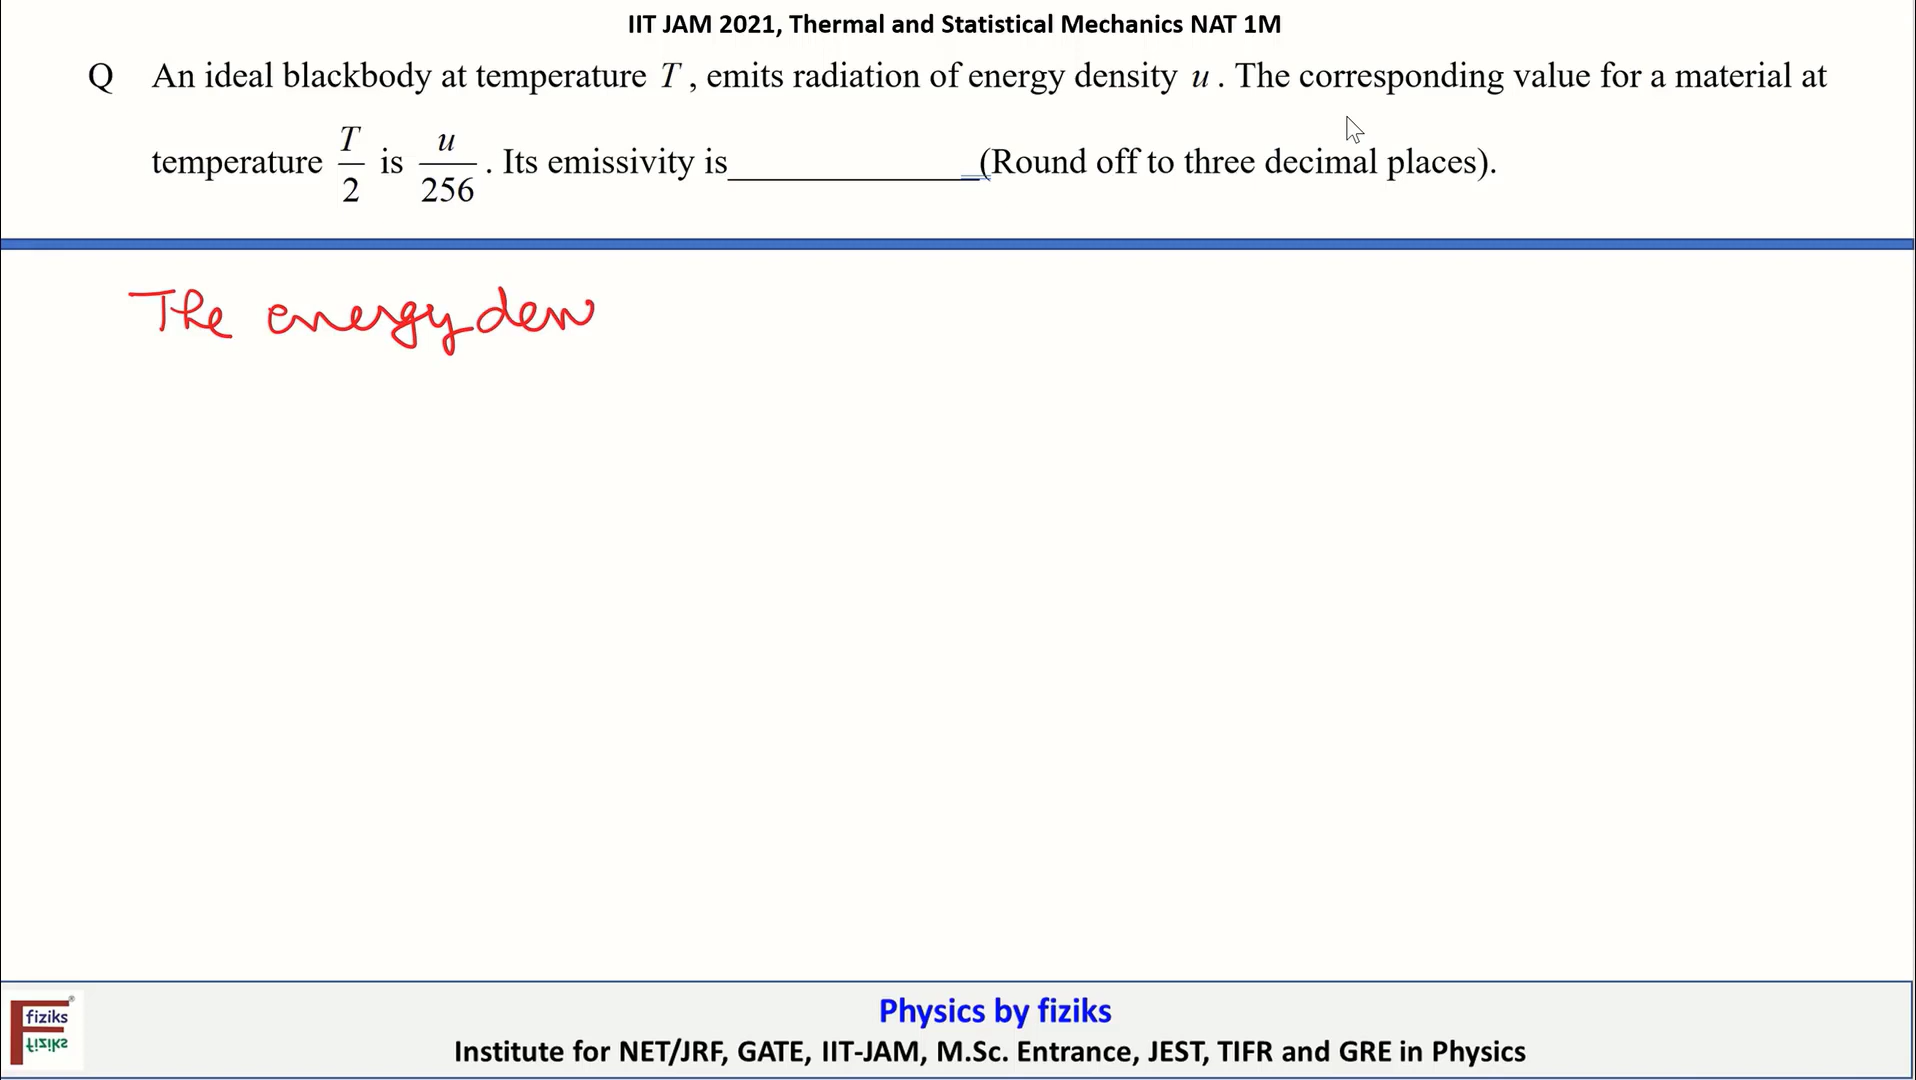 IIT JAM 2021, Thermal and Statistical Mechanics NAT 1M
Q An ideal blackbody at temperature T, emits radiation of energy density u. The corresponding value for a material at
temperature T/2 is u/256. Its emissivity is______________(Round off to three decimal places).
The energy den
fiziks
fiziks
Physics by fiziks
Institute for NET/JRF, GATE, IIT-JAM, M.Sc. Entrance, JEST, TIFR and GRE in Physics